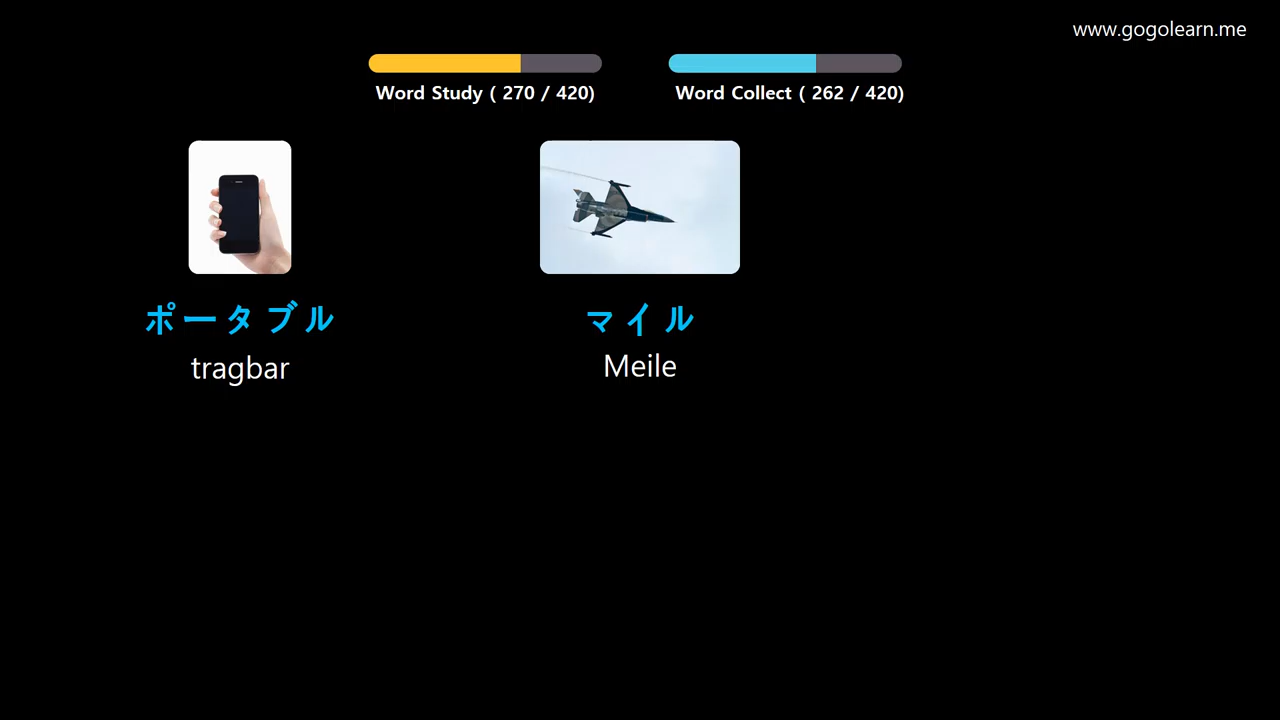 www.gogolearn.me
Word Study ( 270 / 420)
Word Collect ( 262 / 420)
ポータブル
マイル
tragbar
Meile